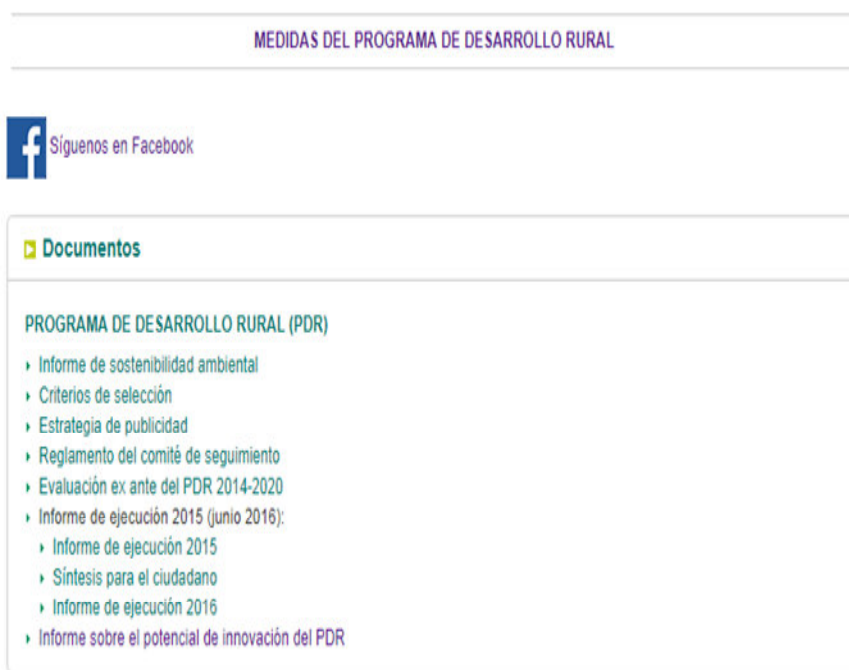 MEDIDAS DEL PROGRAMA DE DESARROLLO RURAL
Síguenos en Facebook
Documentos
PROGRAMA DE DESARROLLO RURAL (PDR)
Informe de sostenibilidad ambiental
Criterios de selección
Estrategia de publicidad
Reglamento del comité de seguimiento
Evaluación ex ante del PDR 2014-2020
Informe de ejecución 2015 (junio 2016):
Informe de ejecución 2015
Síntesis para el ciudadano
Informe de ejecución 2016
Informe sobre el potencial de innovación del PDR